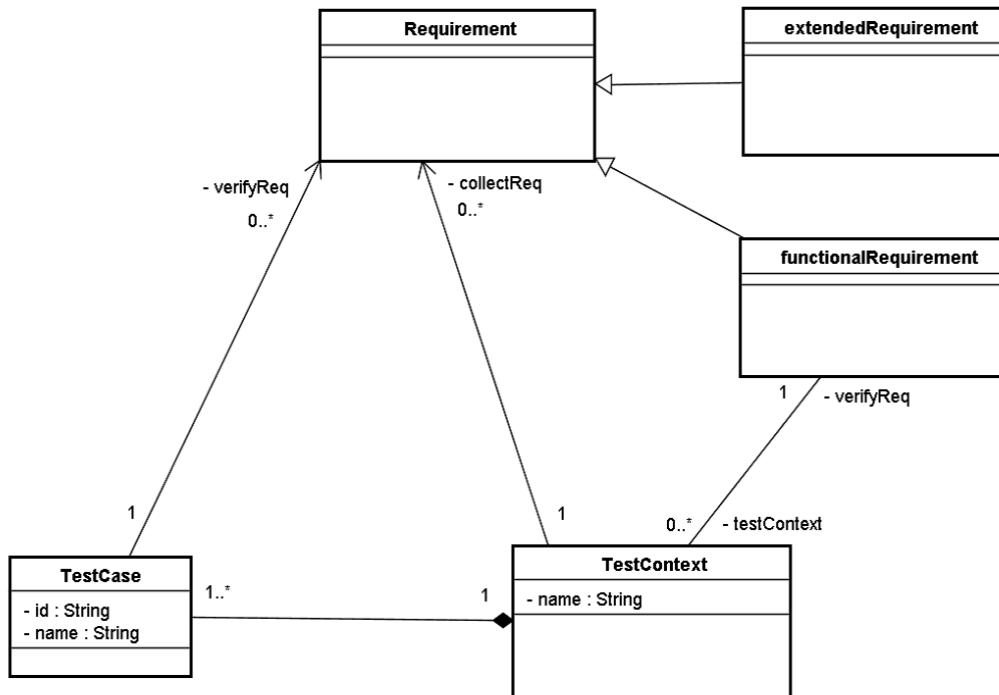 Requirement
extendedRequirement
- verifyReq
0..*
- collectReq
0..*
functionalRequirement
1
- verifyReq
1
1
0..*
- testContext
TestCase
- id : String
- name : String
1..*
1
TestContext
- name : String